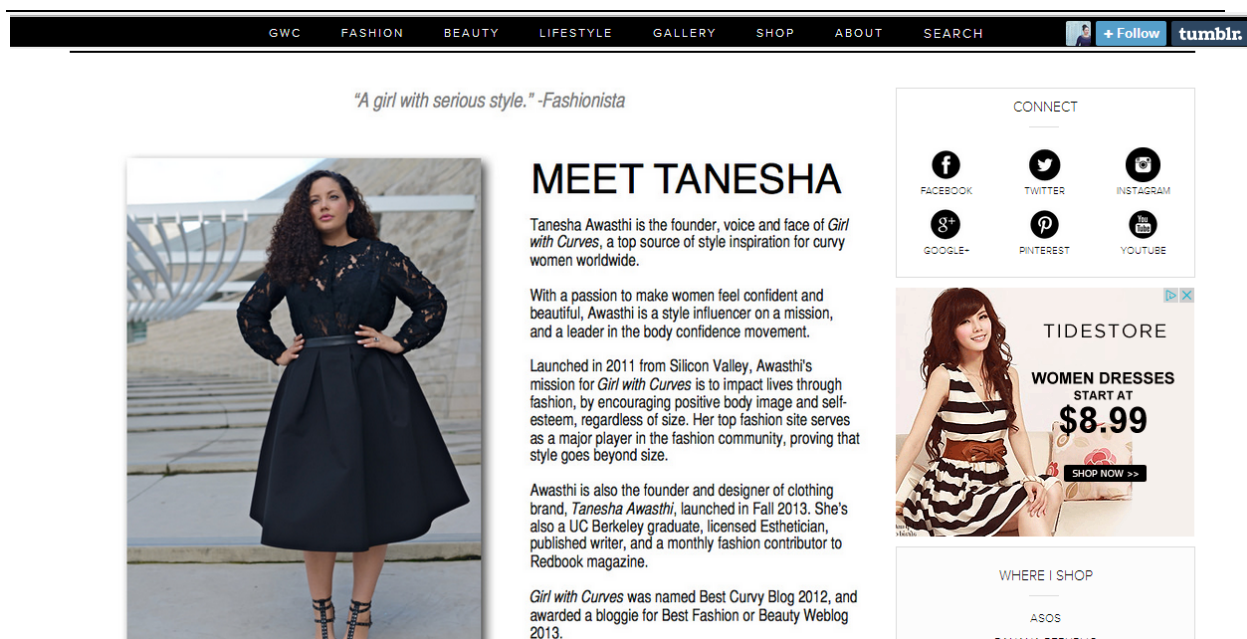 GWC FASHION BEAUTY LIFESTYLE GALLERY SHOP ABOUT SEARCH + Follow tumblr.
“A girl with serious style.” -Fashionista
MEET TANESHA
Tanesha Awasthi is the founder, voice and face of Girl
with Curves, a top source of style inspiration for curvy
women worldwide.
With a passion to make women feel confident and
beautiful, Awasthi is a style influencer on a mission,
and a leader in the body confidence movement.
Launched in 2011 from Silicon Valley, Awasthi's
mission for Girl with Curves is to impact lives through
fashion, by encouraging positive body image and self-
esteem, regardless of size. Her top fashion site serves
as a major player in the fashion community, proving that
style goes beyond size.
Awasthi is also the founder and designer of clothing
brand, Tanesha Awasthi, launched in Fall 2013. She's
also a UC Berkeley graduate, licensed Esthetician,
published writer, and a monthly fashion contributor to
Redbook magazine.
Girl with Curves was named Best Curvy Blog 2012, and
awarded a bloggie for Best Fashion or Beauty Weblog
2013.
CONNECT
f
FACEBOOK TWITTER INSTAGRAM
g+ You Tube
GOOGLE+ PINTEREST YOUTUBE
TIDESTORE
WOMEN DRESSES
START AT
$8.99
SHOP NOW >>
WHERE I SHOP
ASOS
BANANA REPUBLIC